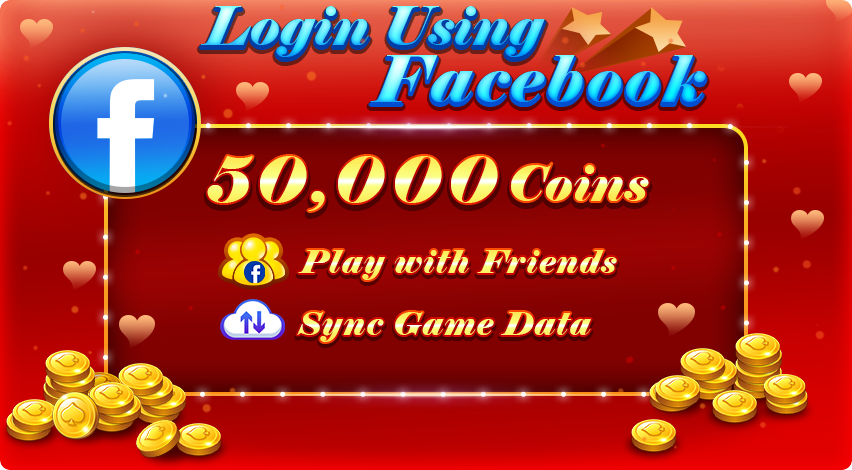 Login Using
Facebook
50,000 Coins
Play with Friends
Sync Game Data